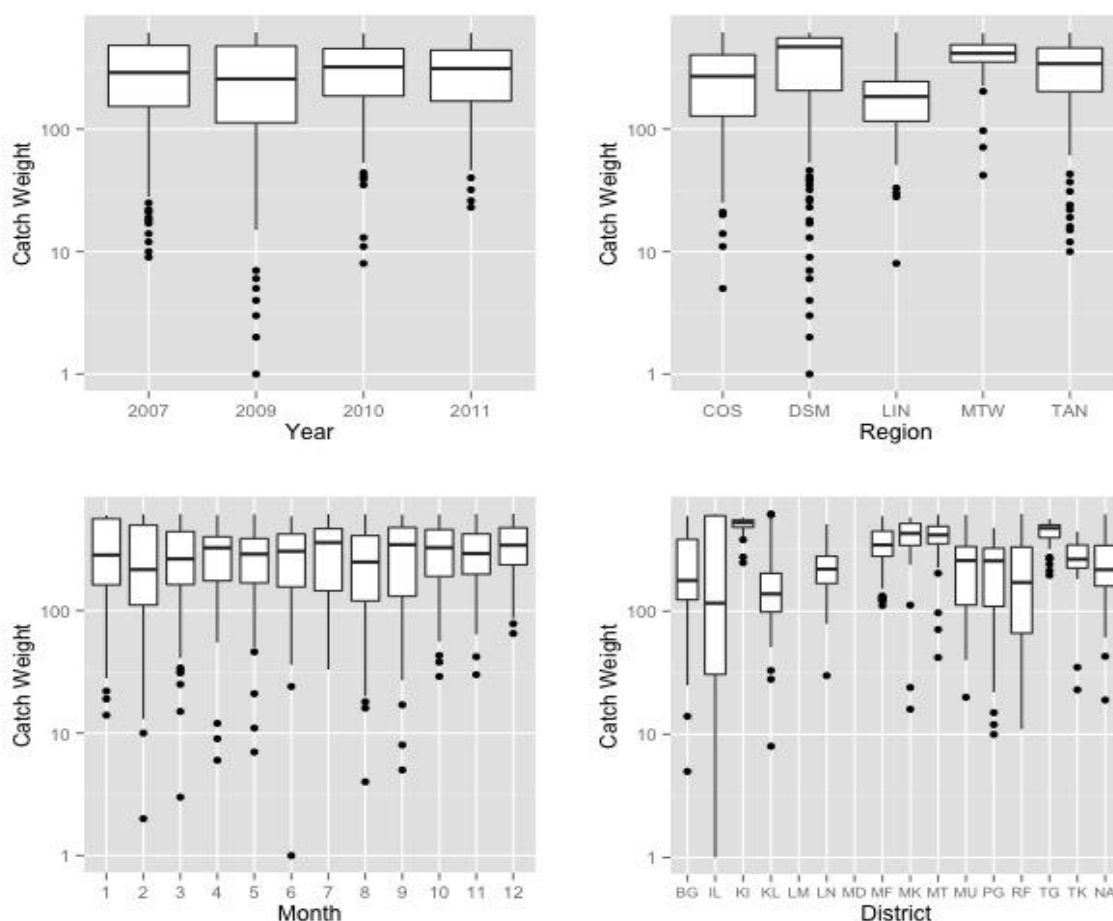 Catch Weight
100
10
1
2007 2009 2010 2011
Year
Catch Weight
100
10
1
COS DSM LIN MTW TAN
Region
Catch Weight
100
10
1
1 2 3 4 5 6 7 8 9 10 11 12
Month
Catch Weight
100
10
1
BG IL KI KL LM LN MD MF MK MT MU PG RF TG TK NA
District